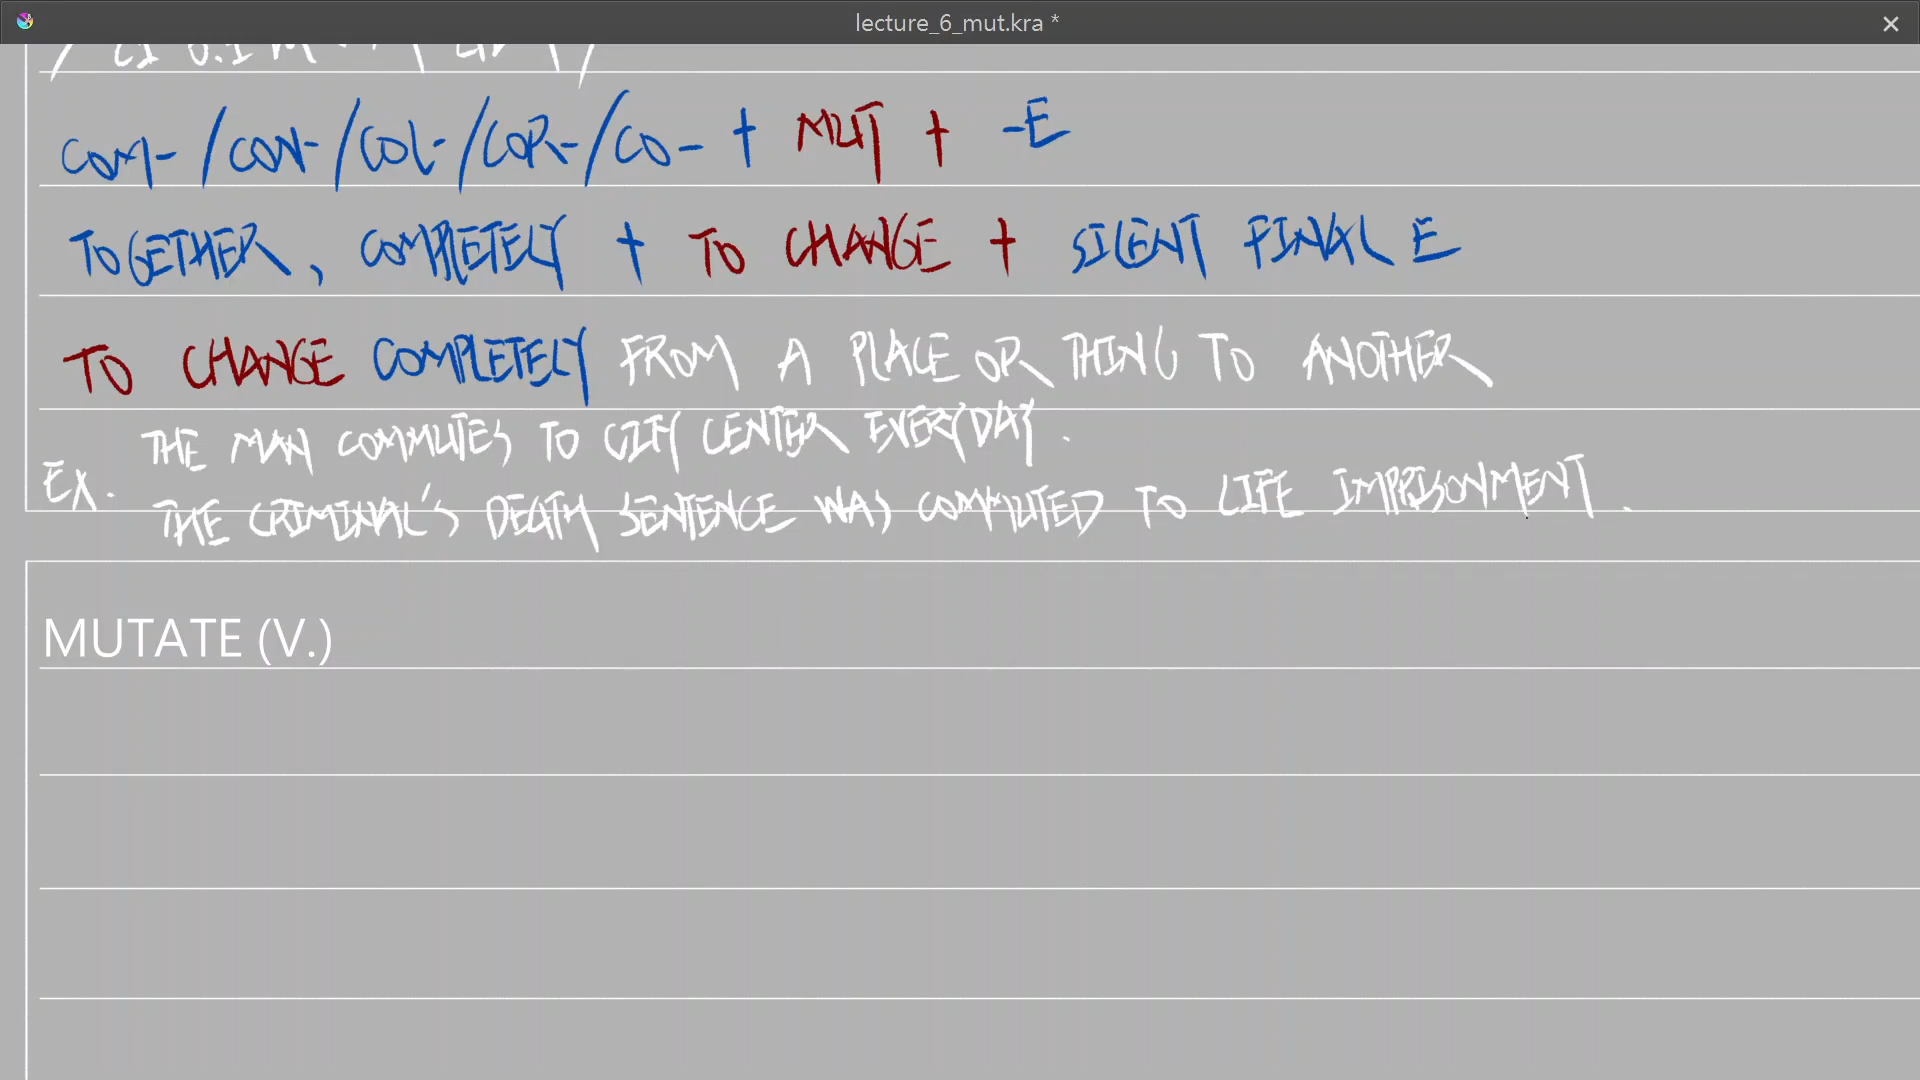 lecture_6_mut.kra *
COM- / CON- / COL- / COR- / CO- + MUT + -E
TOGETHER, COMPLETELY + TO CHANGE + SILENT FINAL E
TO CHANGE COMPLETELY FROM A PLACE OR THING TO ANOTHER
THE MAN COMMUTES TO CITY CENTER EVERYDAY.
EX.
THE CRIMINAL'S DEATH SENTENCE WAS COMMUTED TO LIFE IMPRISONMENT.
MUTATE (V.)